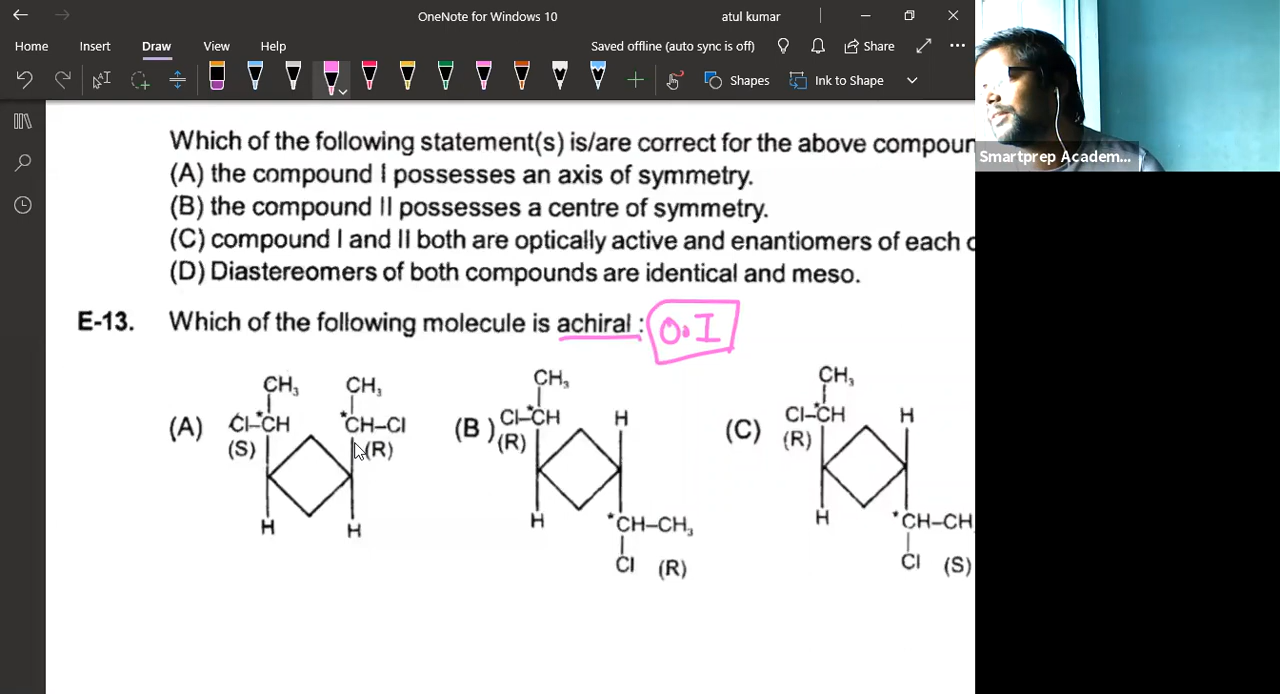 OneNote for Windows 10
atul kumar
Home Insert Draw View Help
Saved offline (auto sync is off)
Share
Shapes
Ink to Shape
Smartprep Academ...
Which of the following statement(s) is/are correct for the above compoun
(A) the compound I possesses an axis of symmetry.
(B) the compound II possesses a centre of symmetry.
(C) compound I and II both are optically active and enantiomers of each o
(D) Diastereomers of both compounds are identical and meso.
E-13. Which of the following molecule is achiral : O.I
(A)
CH₃ CH₃
Cl–*CH *CH–Cl
(S) (R)
H H
(B)
CH₃
Cl–*CH H
(R)
H *CH–CH₃
Cl (R)
(C)
CH₃
Cl–*CH H
(R)
H *CH–CH
Cl (S)